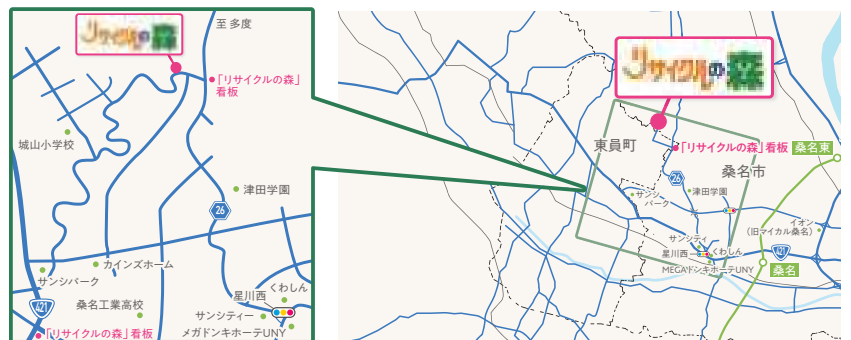 リサイクルの森
至 多度
「リサイクルの森」
看板
城山小学校
津田学園
26
カインズホーム
サンシパーク
421
桑名工業高校
星川西
くわしん
サンシティー
「リサイクルの森」看板
メガドンキホーテUNY
リサイクルの森
東員町
「リサイクルの森」看板
桑名東
桑名市
26
津田学園
サンシ
パーク
イオン
（旧マイカル桑名）
サンシティ
星川西
くわしん
421
MEGAドンキホーテUNY
桑名